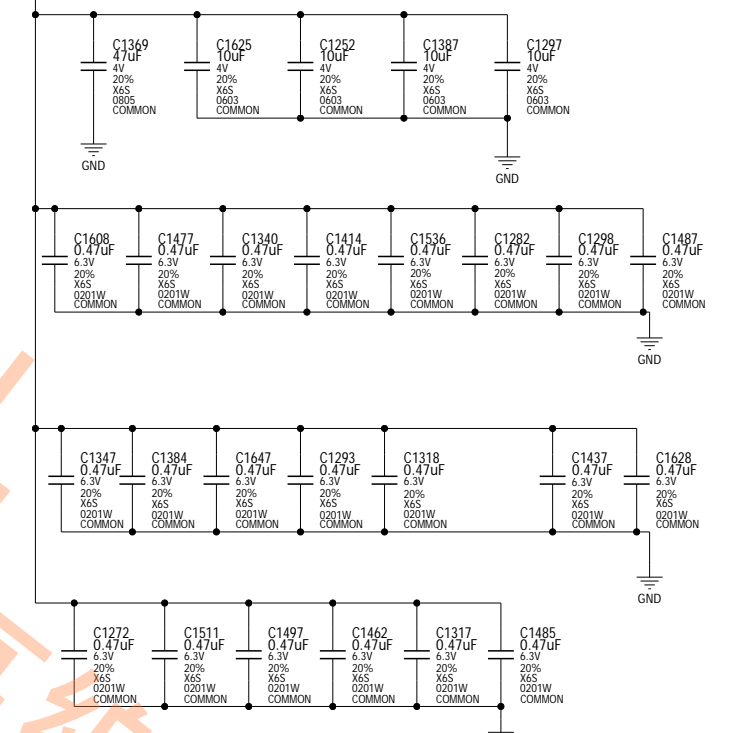 C1369
47uF
4V
20%
X6S
0805
COMMON
C1625
10uF
4V
20%
X6S
0603
COMMON
C1252
10uF
4V
20%
X6S
0603
COMMON
C1387
10uF
4V
20%
X6S
0603
COMMON
C1297
10uF
4V
20%
X6S
0603
COMMON
GND
GND
C1608
0.47uF
6.3V
20%
X6S
0201W
COMMON
C1477
0.47uF
6.3V
20%
X6S
0201W
COMMON
C1340
0.47uF
6.3V
20%
X6S
0201W
COMMON
C1414
0.47uF
6.3V
20%
X6S
0201W
COMMON
C1536
0.47uF
6.3V
20%
X6S
0201W
COMMON
C1282
0.47uF
6.3V
20%
X6S
0201W
COMMON
C1298
0.47uF
6.3V
20%
X6S
0201W
COMMON
C1487
0.47uF
6.3V
20%
X6S
0201W
COMMON
GND
C1347
0.47uF
6.3V
20%
X6S
0201W
COMMON
C1384
0.47uF
6.3V
20%
X6S
0201W
COMMON
C1647
0.47uF
6.3V
20%
X6S
0201W
COMMON
C1293
0.47uF
6.3V
20%
X6S
0201W
COMMON
C1318
0.47uF
6.3V
20%
X6S
0201W
COMMON
C1437
0.47uF
6.3V
20%
X6S
0201W
COMMON
C1628
0.47uF
6.3V
20%
X6S
0201W
COMMON
GND
C1272
0.47uF
6.3V
20%
X6S
0201W
COMMON
C1511
0.47uF
6.3V
20%
X6S
0201W
COMMON
C1497
0.47uF
6.3V
20%
X6S
0201W
COMMON
C1462
0.47uF
6.3V
20%
X6S
0201W
COMMON
C1317
0.47uF
6.3V
20%
X6S
0201W
COMMON
C1485
0.47uF
6.3V
20%
X6S
0201W
COMMON